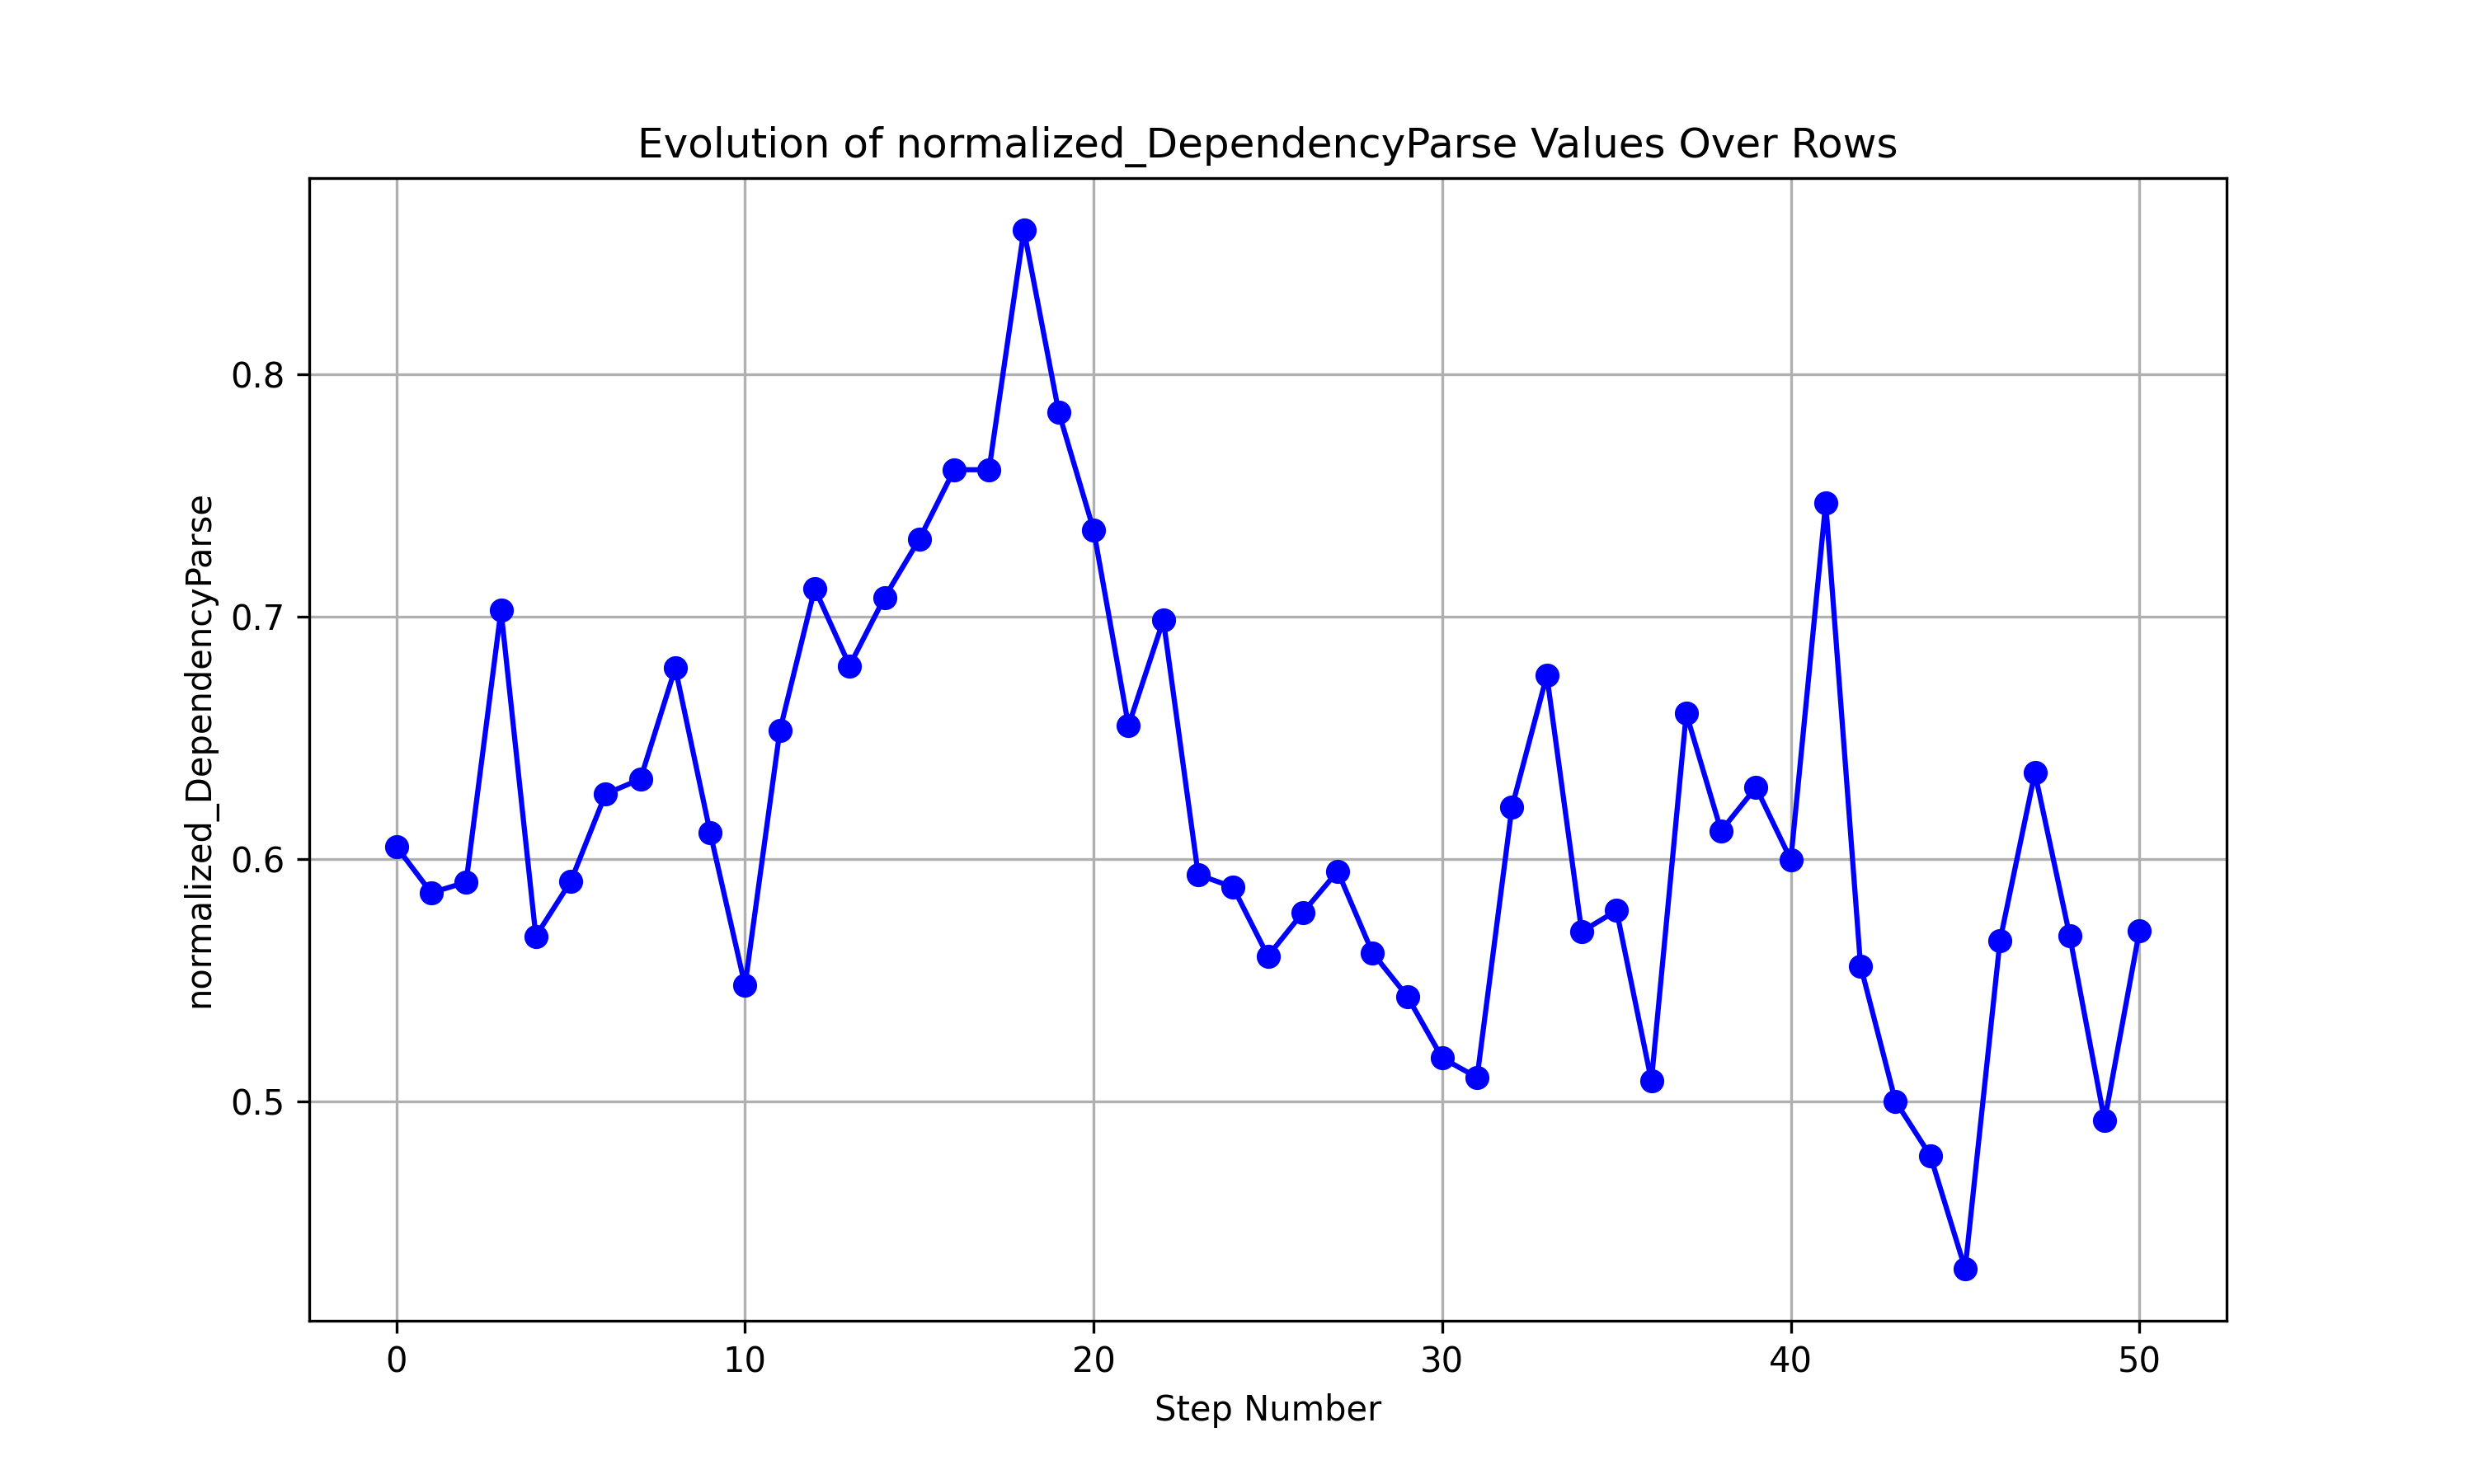 Evolution of normalized_DependencyParse Values Over Rows
normalized_DependencyParse
0.8
0.7
0.6
0.5
0 10 20 30 40 50
Step Number